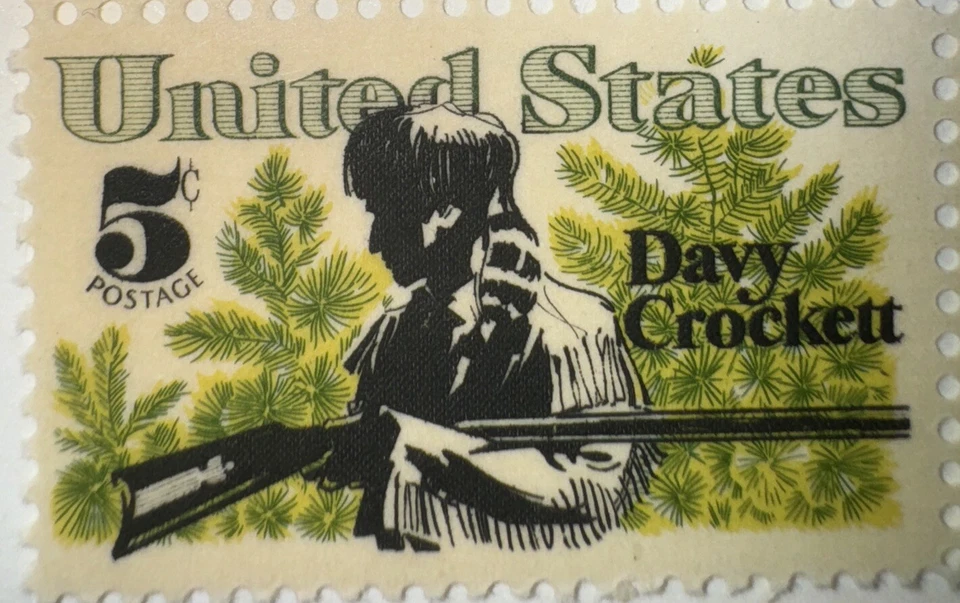 United States
5¢
POSTAGE
Davy
Crockett